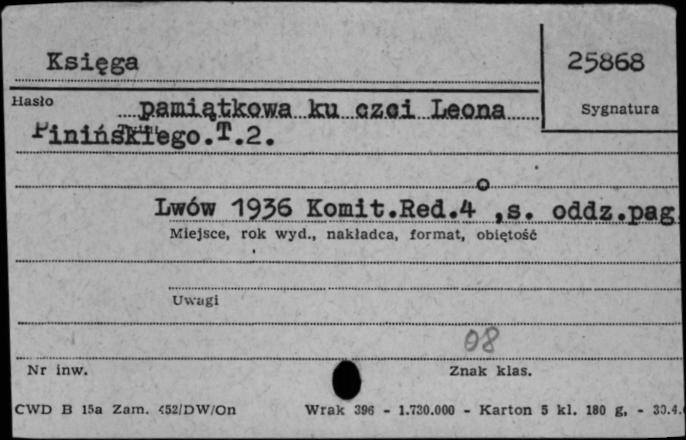 Księga
25868
Hasło
pamiątkowa ku czci Leona
Sygnatura
Pinińskiego.T.2.
Lwów 1936 Komit.Red.4°,s. oddz.pag.
Miejsce, rok wyd., nakładca, format, objętość
Uwagi
08
Nr inw.
Znak klas.
CWD B 15a Zam. 452/DW/On
Wrak 396 - 1.730.000 - Karton 5 kl. 180 g, - 30.4.